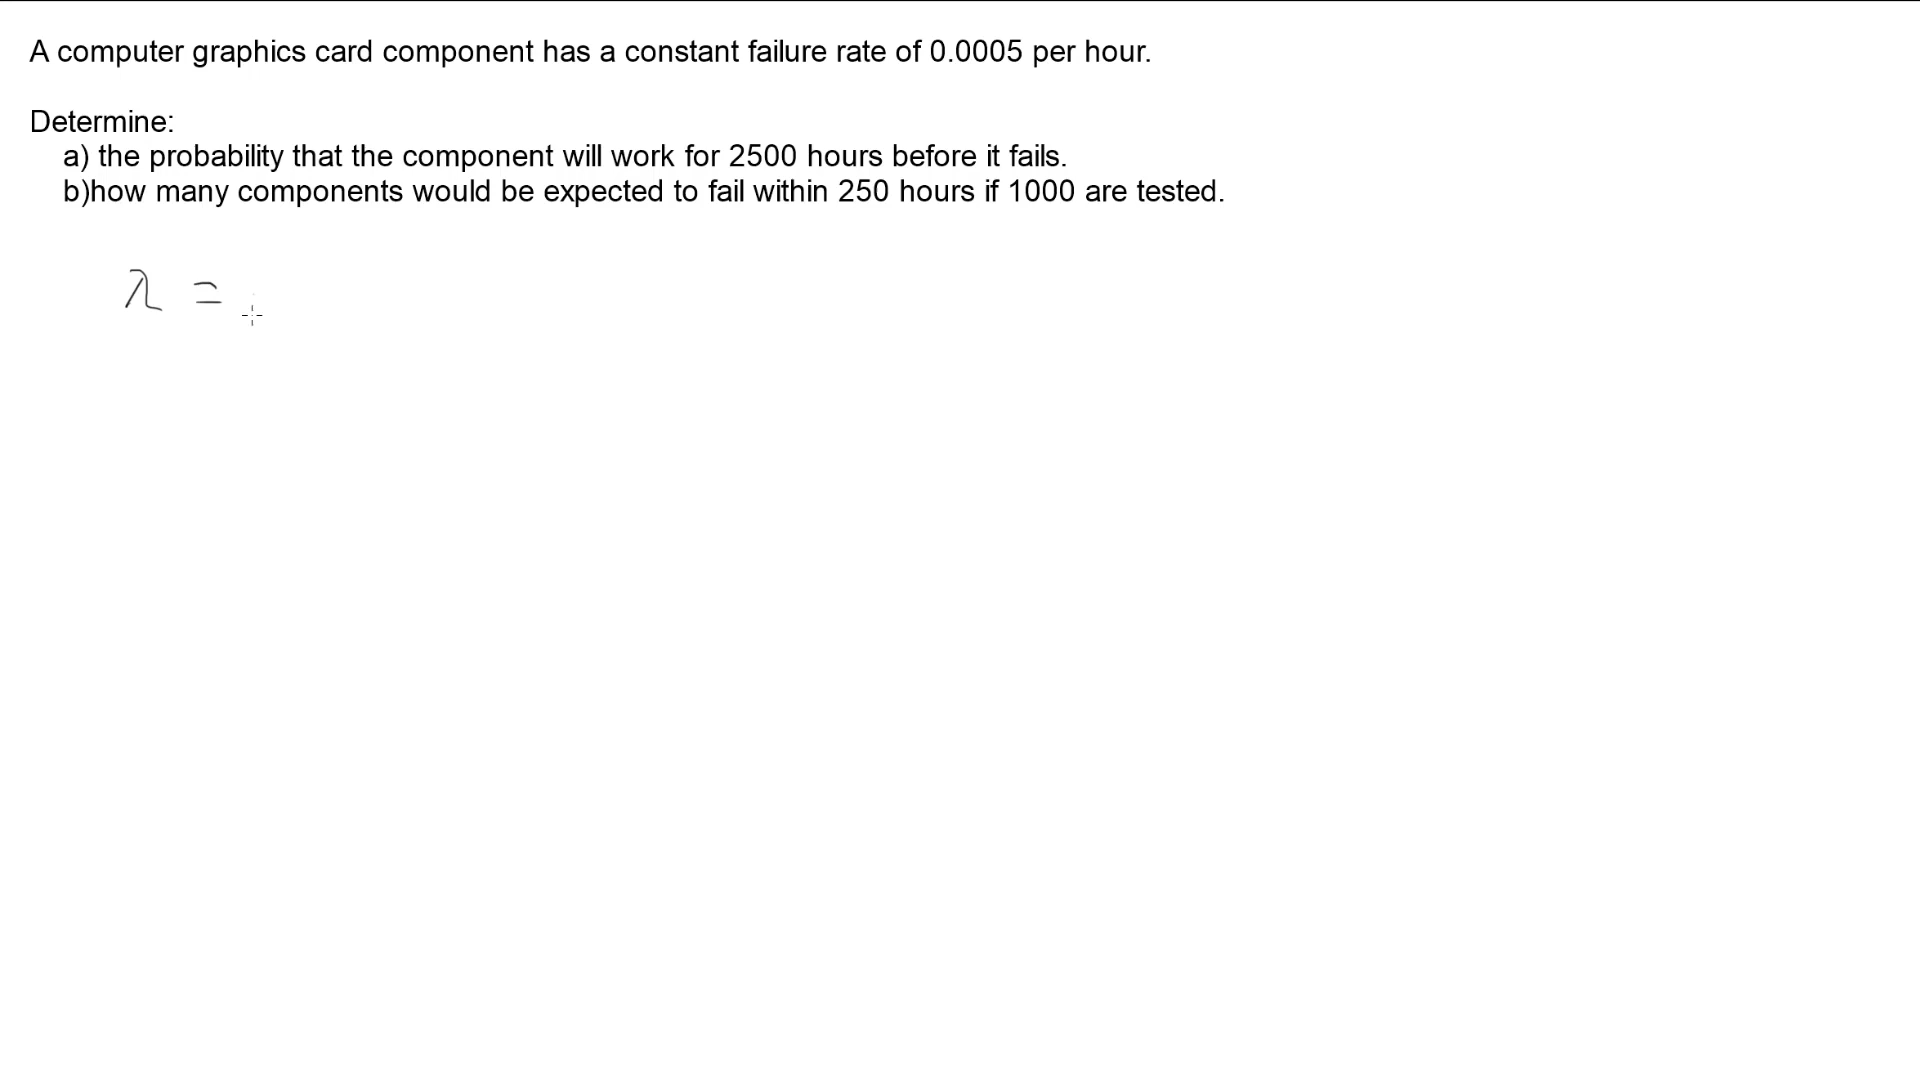 A computer graphics card component has a constant failure rate of 0.0005 per hour.
Determine:
a) the probability that the component will work for 2500 hours before it fails.
b)how many components would be expected to fail within 250 hours if 1000 are tested.
λ =